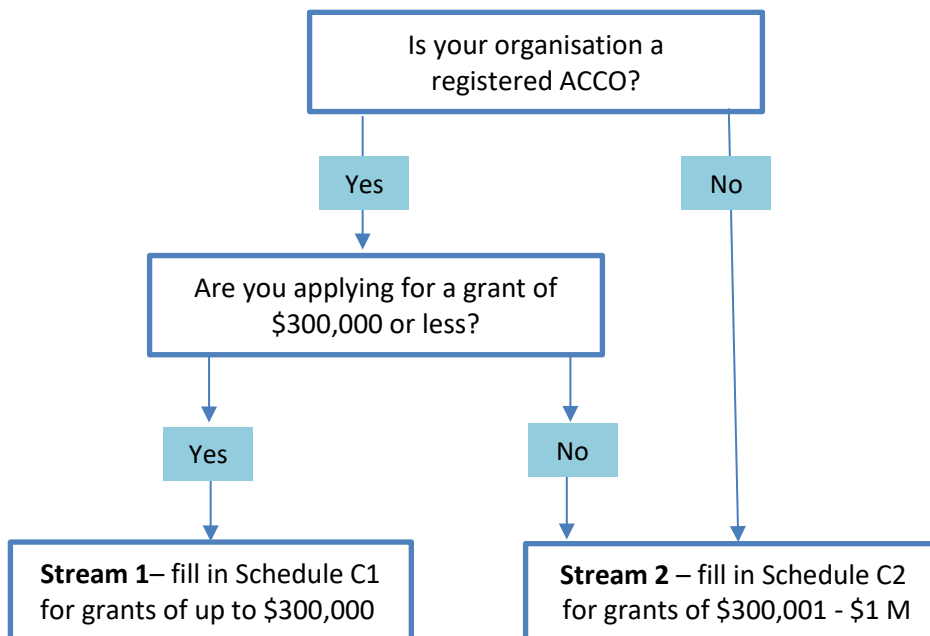 Is your organisation a
registered ACCO?
Yes
No
Are you applying for a grant of
$300,000 or less?
Yes
No
Stream 1– fill in Schedule C1
for grants of up to $300,000
Stream 2 – fill in Schedule C2
for grants of $300,001 - $1 M